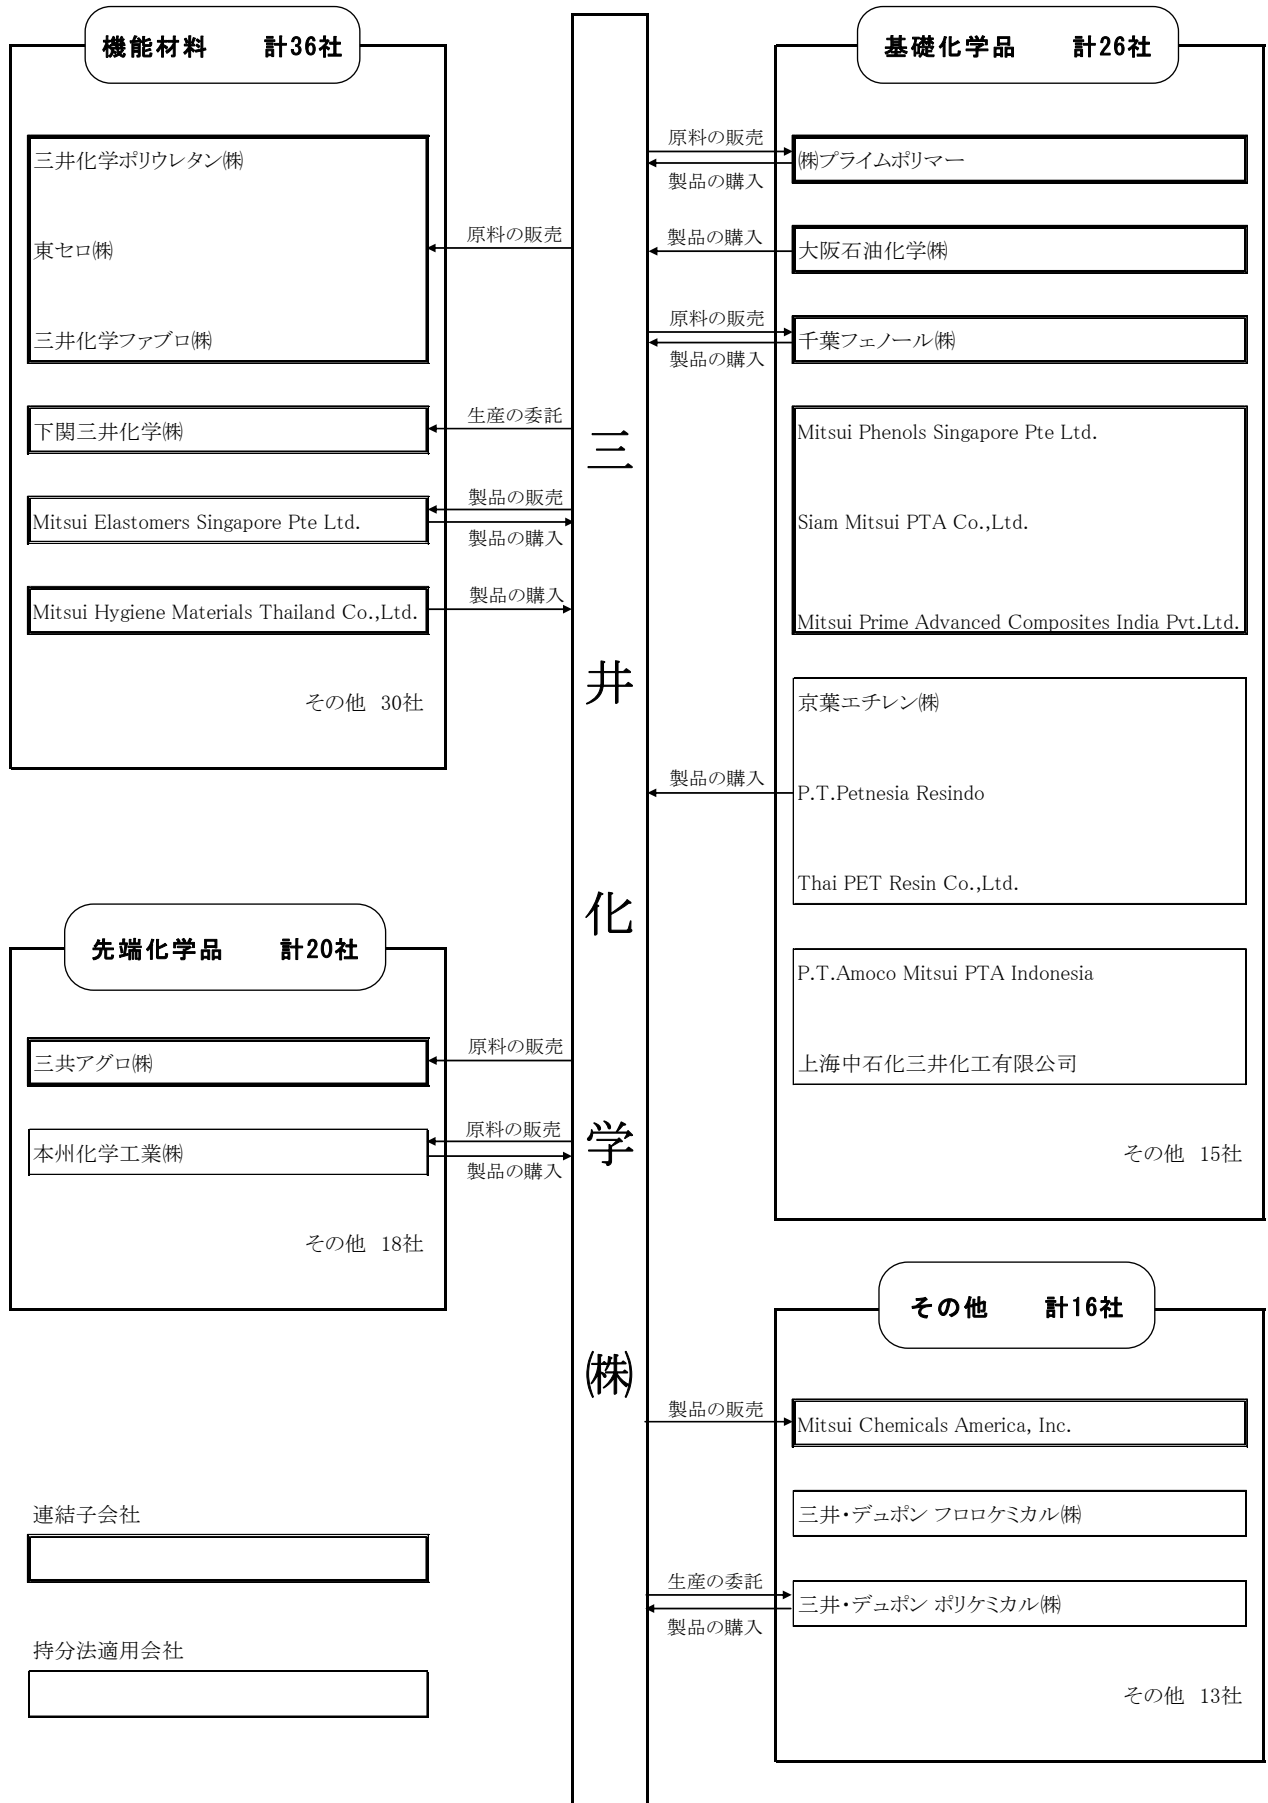 機能材料　計36社
三井化学ポリウレタン㈱
東セロ㈱
原料の販売
三井化学ファブロ㈱
下関三井化学㈱
生産の委託
Mitsui Elastomers Singapore Pte Ltd.
製品の販売
製品の購入
Mitsui Hygiene Materials Thailand Co.,Ltd.
製品の購入
その他　30社
先端化学品　計20社
三共アグロ㈱
原料の販売
本州化学工業㈱
原料の販売
製品の購入
その他　18社
連結子会社
持分法適用会社
三井化学㈱
基礎化学品　計26社
原料の販売
製品の購入
㈱プライムポリマー
製品の購入
大阪石油化学㈱
原料の販売
製品の購入
千葉フェノール㈱
Mitsui Phenols Singapore Pte Ltd.
Siam Mitsui PTA Co.,Ltd.
Mitsui Prime Advanced Composites India Pvt.Ltd.
京葉エチレン㈱
製品の購入
P.T.Petnesia Resindo
Thai PET Resin Co.,Ltd.
P.T.Amoco Mitsui PTA Indonesia
上海中石化三井化工有限公司
その他　15社
その他　計16社
製品の販売
Mitsui Chemicals America, Inc.
三井・デュポン フロロケミカル㈱
生産の委託
製品の購入
三井・デュポン ポリケミカル㈱
その他　13社